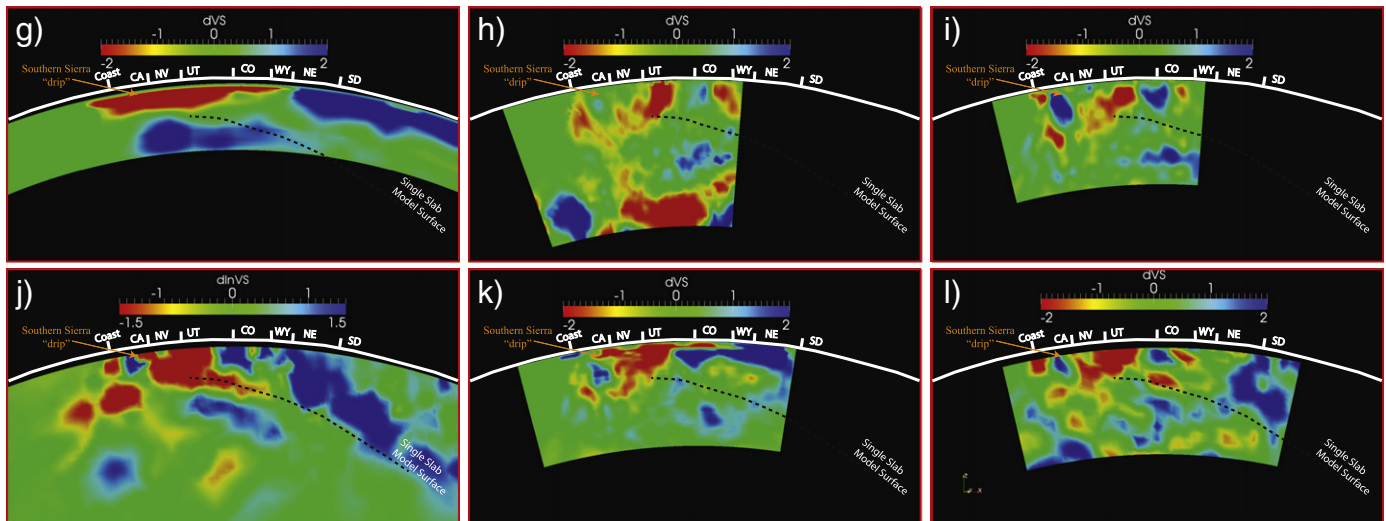 g)
dVS
-2 -1 0 1 2
Southern Sierra
"drip"
Coast CA NV UT CO WY NE SD
Single Slab
Model Surface
h)
dVS
-2 -1 0 1 2
Southern Sierra
"drip"
Coast CA NV UT CO WY NE SD
Single Slab
Model Surface
i)
dVS
-2 -1 0 1 2
Southern Sierra
"drip"
Coast CA NV UT CO WY NE SD
Single Slab
Model Surface
j)
dlnVS
-1.5 -1 0 1 1.5
Southern Sierra
"drip"
Coast CA NV UT CO WY NE SD
Single Slab
Model Surface
k)
dVS
-2 -1 0 1 2
Southern Sierra
"drip"
Coast CA NV UT CO WY NE SD
Single Slab
Model Surface
l)
dVS
-2 -1 0 1 2
Southern Sierra
"drip"
Coast CA NV UT CO WY NE SD
Single Slab
Model Surface